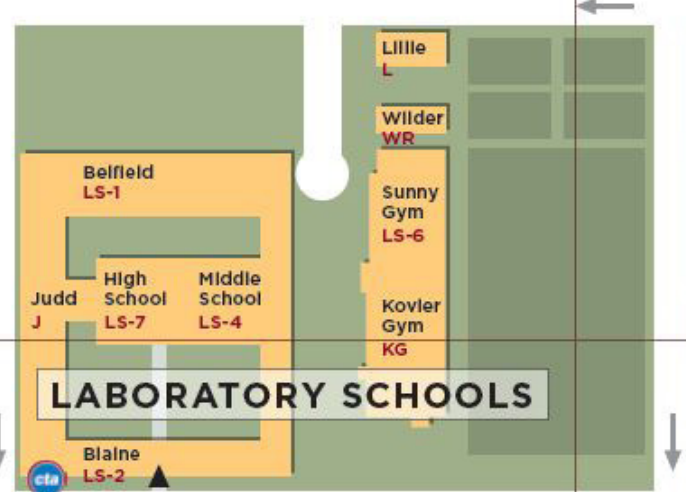 Lillie
L
Wilder
WR
Belfield
LS-1
Sunny
Gym
LS-6
High
School
LS-7
Middle
School
LS-4
Judd
J
Kovler
Gym
KG
LABORATORY SCHOOLS
Blaine
LS-2
cta